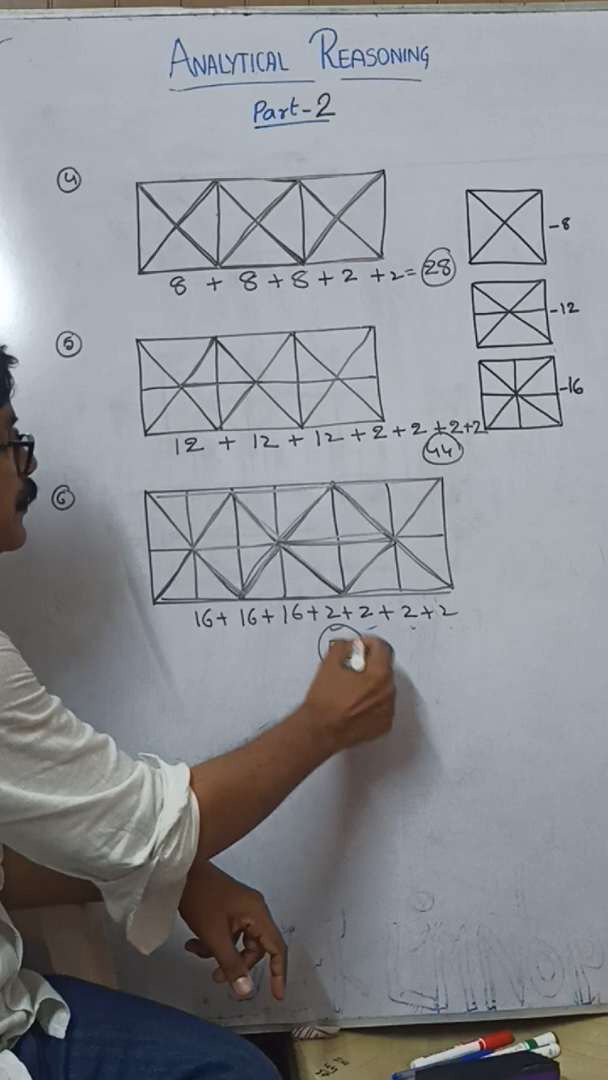 ANALYTICAL REASONING
Part-2
4
-8
8 + 8+8+2 +2= 28
-12
5
-16
12 + 12 + 12 +2+2 +2+2
44
6
16+ 16+16+2+2+2+2